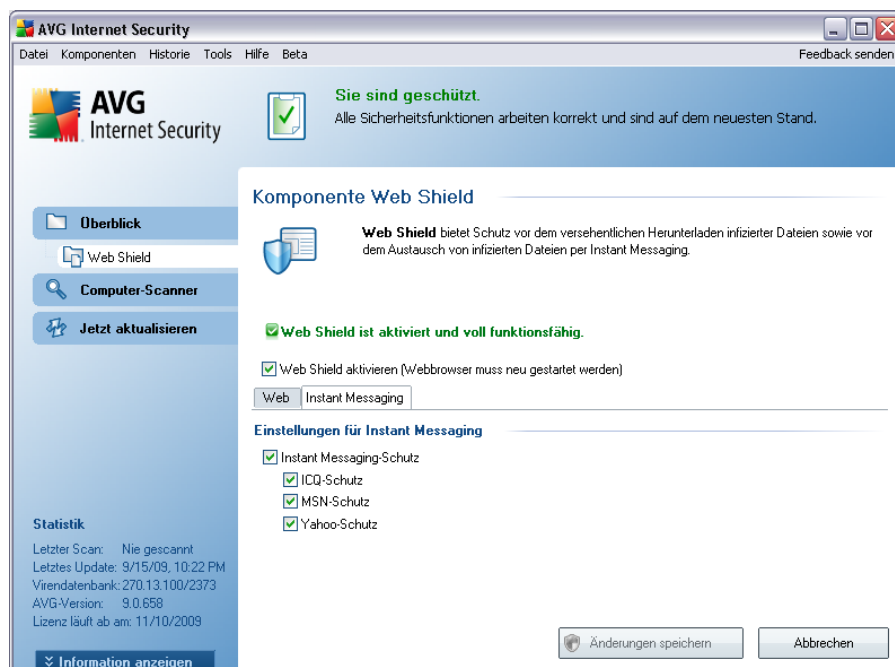 AVG Internet Security
Datei Komponenten Historie Tools Hilfe Beta Feedback senden
AVG
Internet Security
Sie sind geschützt.
Alle Sicherheitsfunktionen arbeiten korrekt und sind auf dem neuesten Stand.
Überblick
Web Shield
Computer-Scanner
Jetzt aktualisieren
Statistik
Letzter Scan: Nie gescannt
Letztes Update: 9/15/09, 10:22 PM
Virendatenbank: 270.13.100/2373
AVG-Version: 9.0.658
Lizenz läuft ab am: 11/10/2009
Information anzeigen
Komponente Web Shield
Web Shield bietet Schutz vor dem versehentlichen Herunterladen infizierter Dateien sowie vor
dem Austausch von infizierten Dateien per Instant Messaging.
Web Shield ist aktiviert und voll funktionsfähig.
Web Shield aktivieren (Webbrowser muss neu gestartet werden)
Web Instant Messaging
Einstellungen für Instant Messaging
Instant Messaging-Schutz
ICQ-Schutz
MSN-Schutz
Yahoo-Schutz
Änderungen speichern Abbrechen